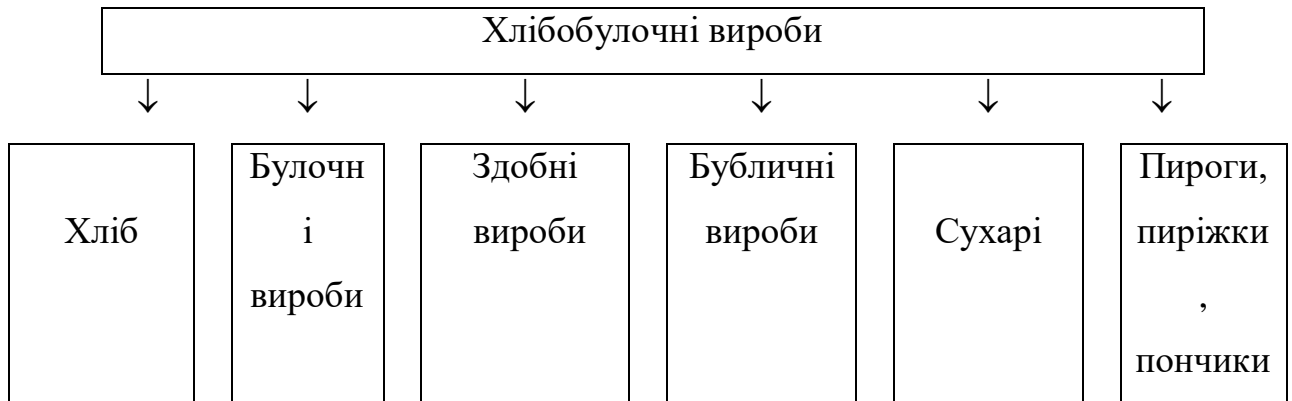 Хлібобулочні вироби
↓ ↓ ↓ ↓ ↓ ↓
Хліб
Булочн
і
вироби
Здобні
вироби
Бубличні
вироби
Сухарі
Пироги,
пиріжки
,
пончики